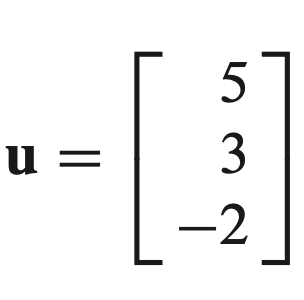 u = [5
3
−2]